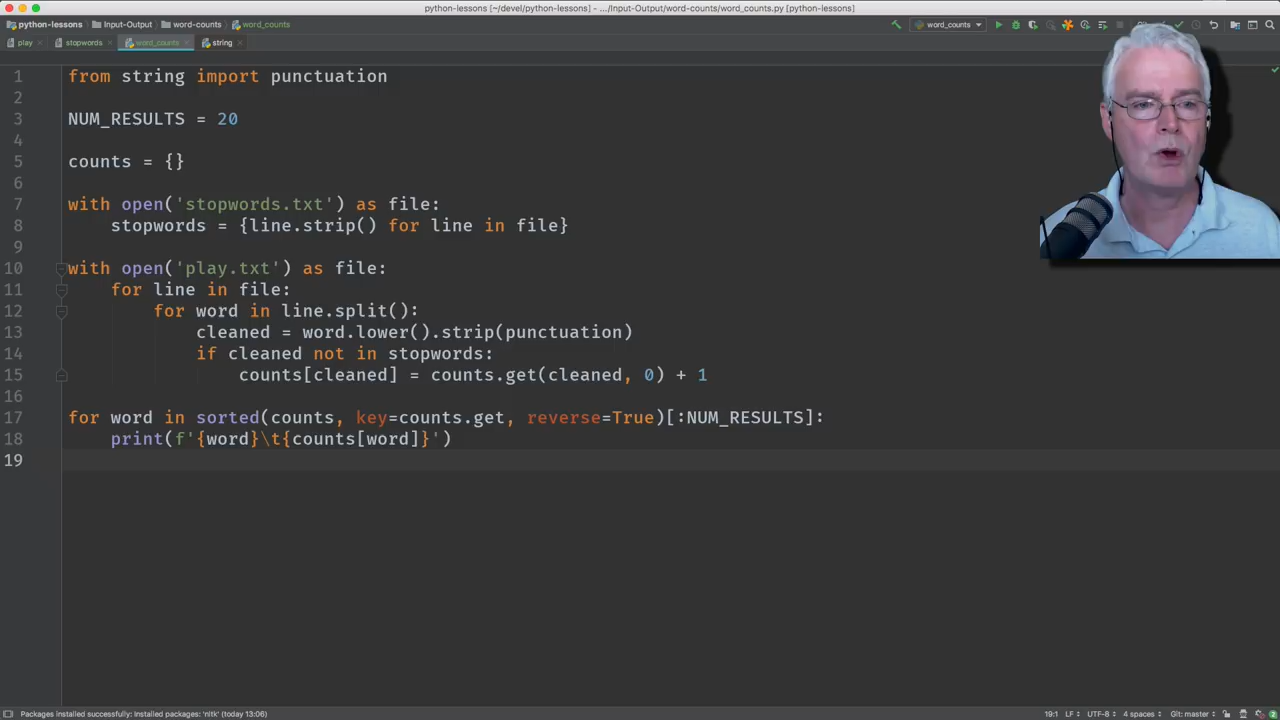 python-lessons [~/devel/python-lessons] - .../Input-Output/word-counts/word_counts.py [python-lessons]
python-lessons Input-Output word-counts word_counts word_counts
play stopwords word_counts string
1 from string import punctuation
2
3 NUM_RESULTS = 20
4
5 counts = {}
6
7 with open('stopwords.txt') as file:
8 stopwords = {line.strip() for line in file}
9
10 with open('play.txt') as file:
11 for line in file:
12 for word in line.split():
13 cleaned = word.lower().strip(punctuation)
14 if cleaned not in stopwords:
15 counts[cleaned] = counts.get(cleaned, 0) + 1
16
17 for word in sorted(counts, key=counts.get, reverse=True)[:NUM_RESULTS]:
18 print(f'{word}\t{counts[word]}')
19
Packages installed successfully: Installed packages: 'nltk' (today 13:06) 19:1 LF UTF-8 4 spaces Git: master 2